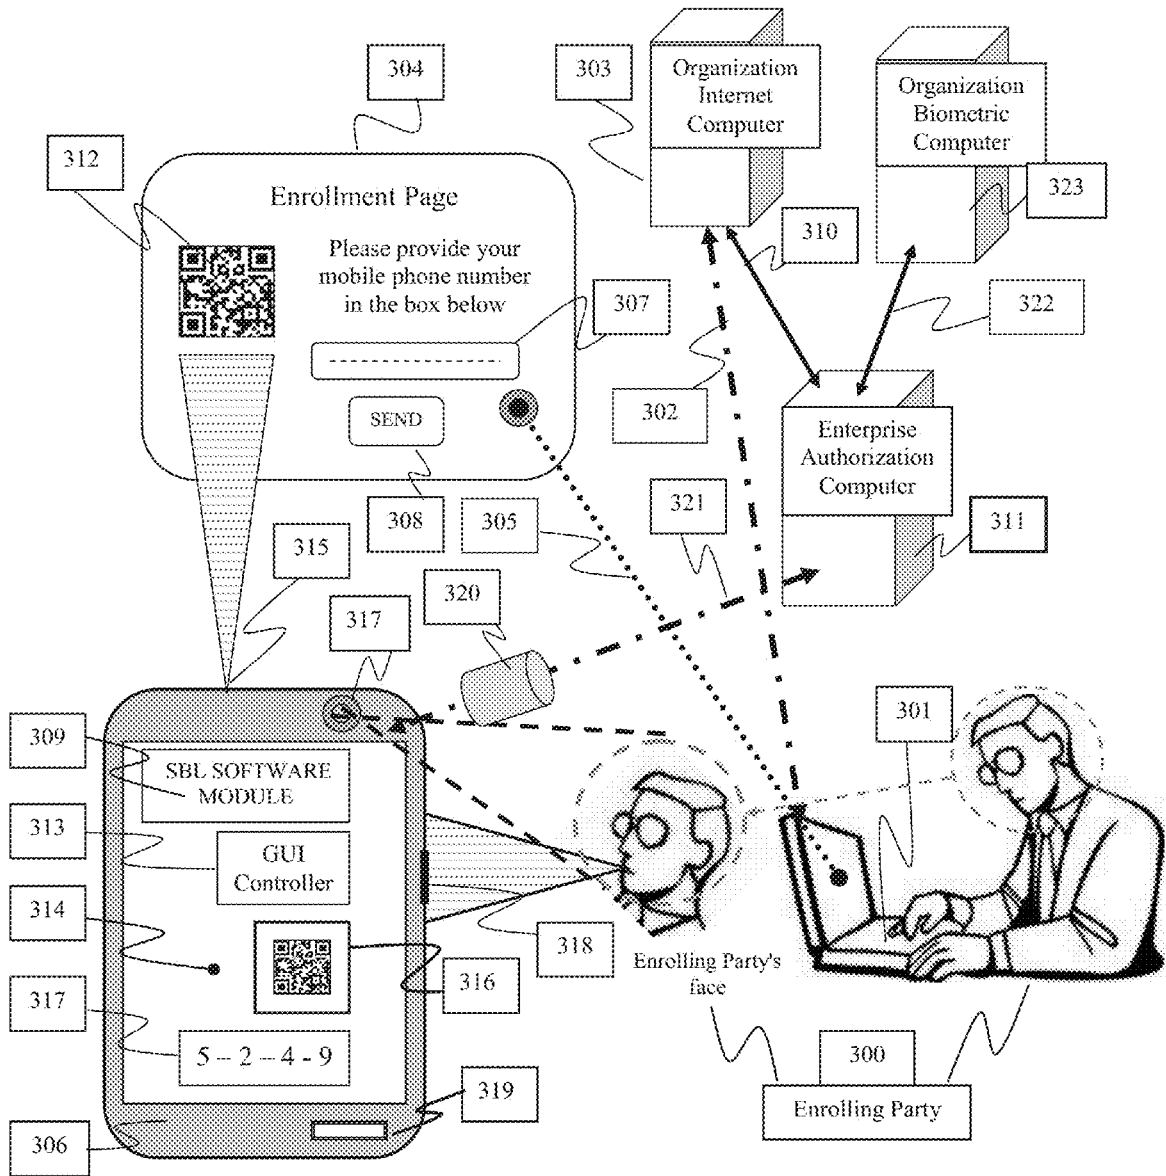 304
303
Organization
Internet
Computer
Organization
Biometric
Computer
312
323
Enrollment Page
310
Please provide your
mobile phone number
in the box below
307
322
302
SEND
Enterprise
Authorization
Computer
308
305
321
311
315
320
317
301
309
SBL SOFTWARE
MODULE
313
GUI
Controller
314
318
Enrolling Party's
face
316
317
5 – 2 – 4 - 9
300
319
Enrolling Party
306